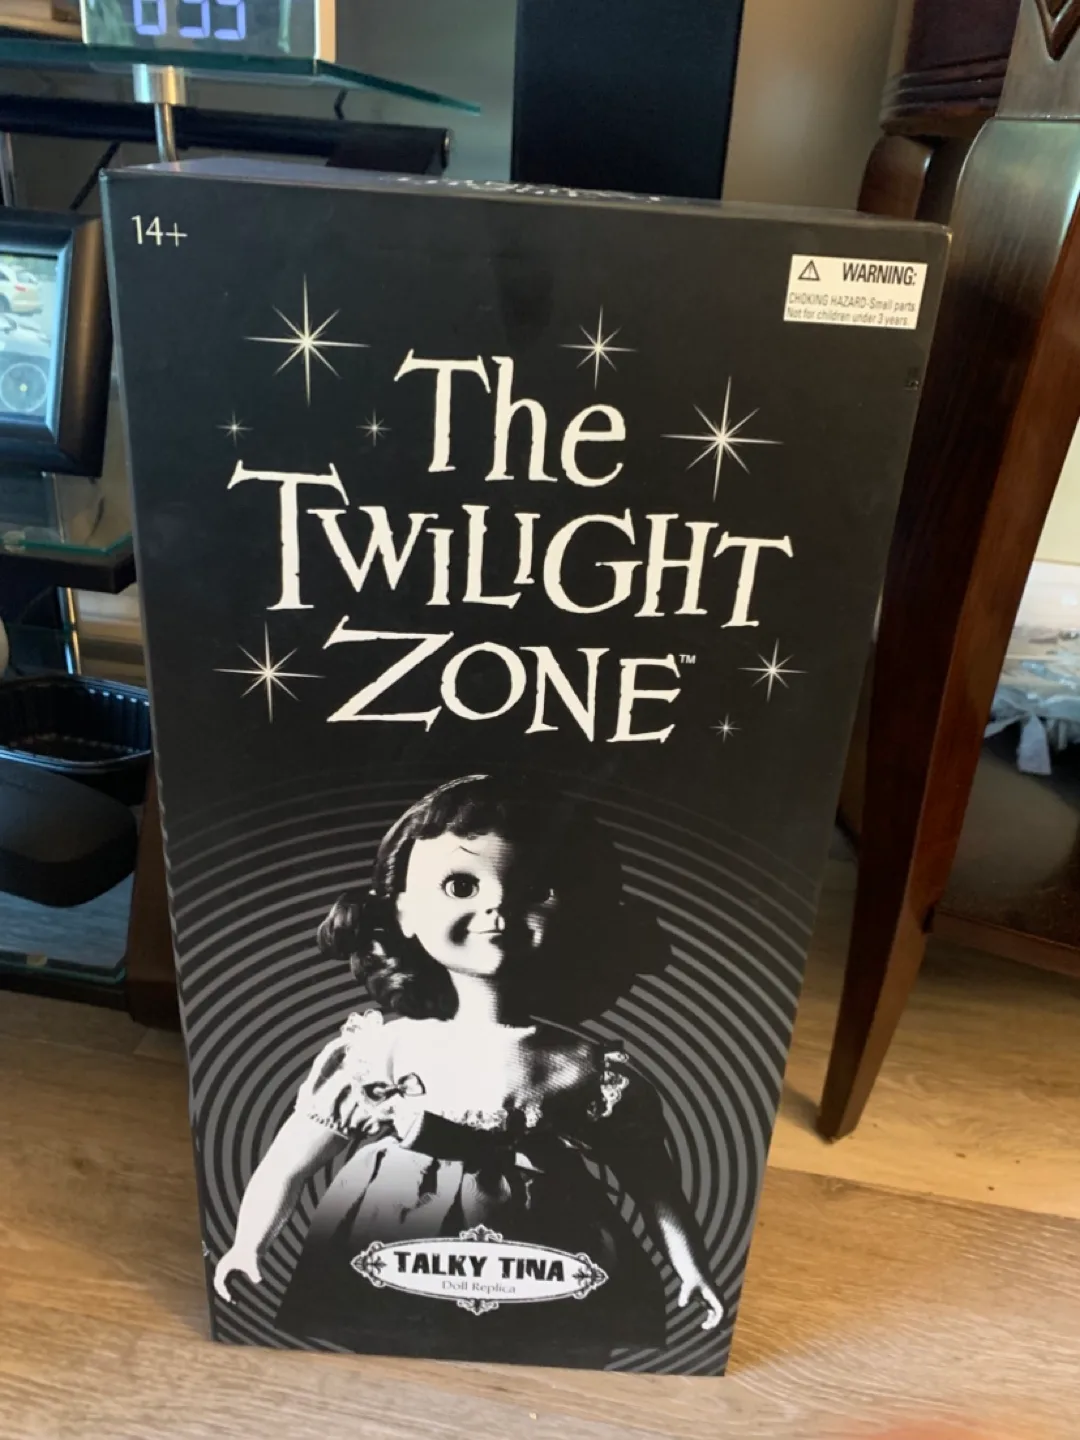 14+
WARNING:
CHOKING HAZARD-Small parts
Not for children under 3 years.
The
TWILIGHT
ZONE™
TALKY TINA
Doll Replica